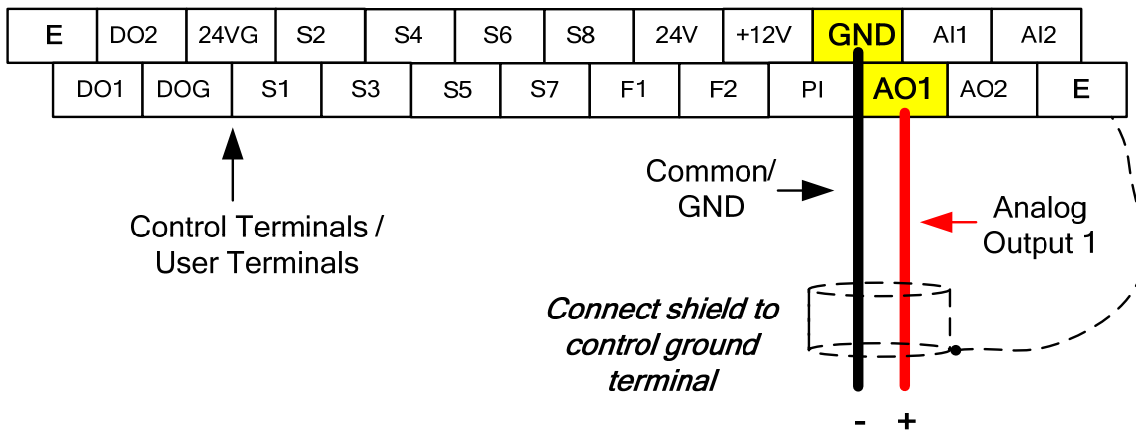 E DO2 24VG S2 S4 S6 S8 24V +12V GND AI1 AI2
DO1 DOG S1 S3 S5 S7 F1 F2 PI AO1 AO2 E
Control Terminals /
User Terminals
Common/
GND
Analog
Output 1
Connect shield to
control ground
terminal
- +